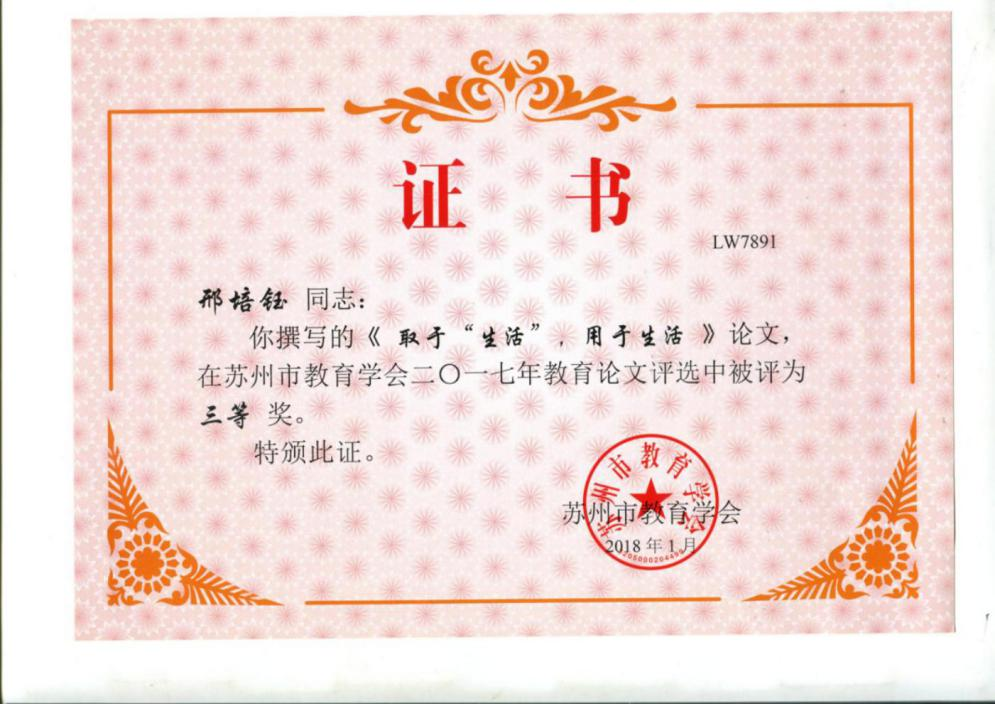 证 书
LW7891
邢培钰 同志：
你撰写的《 取于“生活”，用于生活 》论文，
在苏州市教育学会二〇一七年教育论文评选中被评为
三等 奖。
特颁此证。
苏州市教育学会
苏州市教育学会
2018 年 1 月